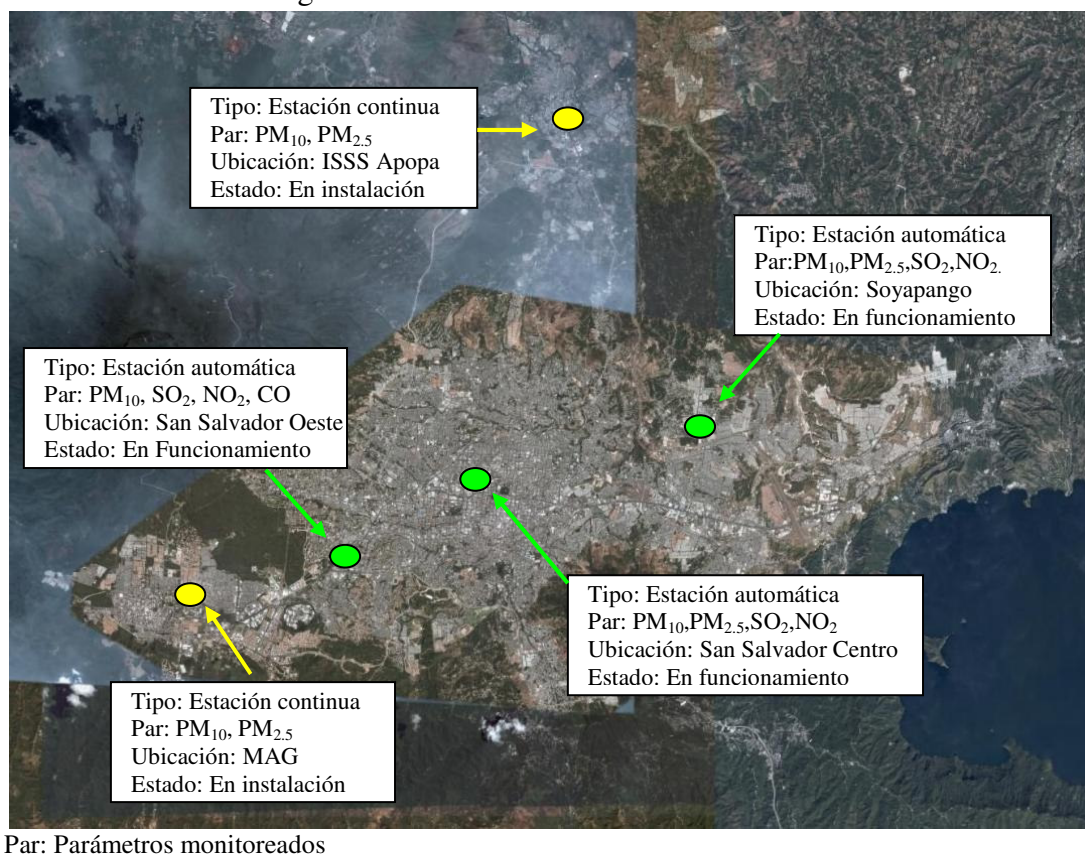 Tipo: Estación continua
Par: PM₁₀, PM₂.₅
Ubicación: ISSS Apopa
Estado: En instalación
Tipo: Estación automática
Par:PM₁₀,PM₂.₅,SO₂,NO₂.
Ubicación: Soyapango
Estado: En funcionamiento
Tipo: Estación automática
Par: PM₁₀, SO₂, NO₂, CO
Ubicación: San Salvador Oeste
Estado: En Funcionamiento
Tipo: Estación automática
Par: PM₁₀,PM₂.₅,SO₂,NO₂
Ubicación: San Salvador Centro
Estado: En funcionamiento
Tipo: Estación continua
Par: PM₁₀, PM₂.₅
Ubicación: MAG
Estado: En instalación
Par: Parámetros monitoreados